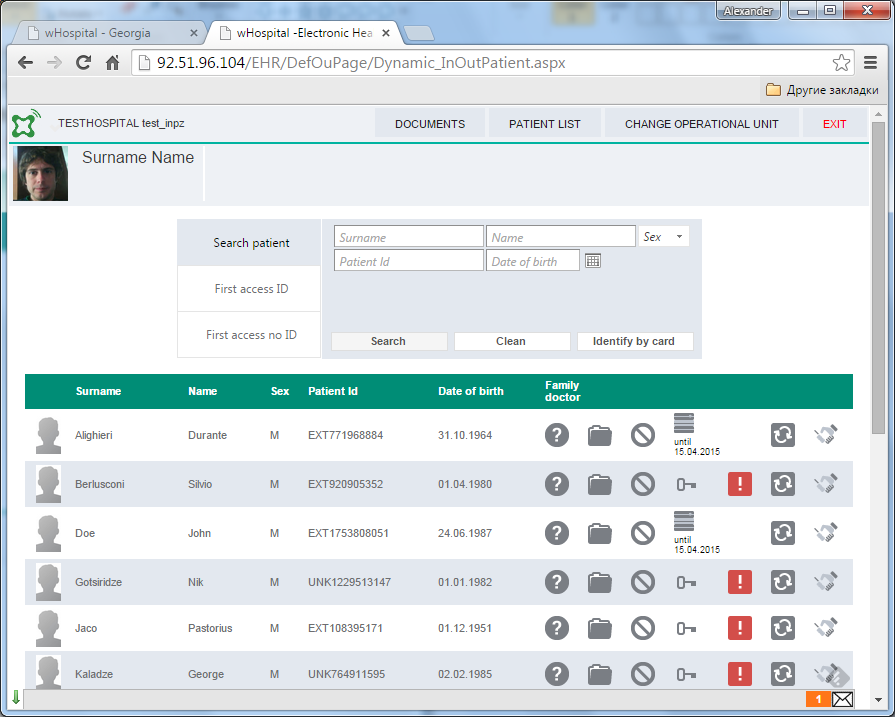 Alexander
wHospital - Georgia
wHospital -Electronic Hea
92.51.96.104/EHR/DefOuPage/Dynamic_InOutPatient.aspx
Другие закладки
TESTHOSPITAL test_inpz
DOCUMENTS
PATIENT LIST
CHANGE OPERATIONAL UNIT
EXIT
Surname Name
Search patient
First access ID
First access no ID
Surname Name Sex
Patient Id Date of birth
Search Clean Identify by card
Surname Name Sex Patient Id Date of birth Family doctor
Alighieri Durante M EXT771968884 31.10.1964 ?
until
15.04.2015
Berlusconi Silvio M EXT920905352 01.04.1980 ? !
Doe John M EXT1753808051 24.06.1987 ?
until
15.04.2015
Gotsiridze Nik M UNK1229513147 01.01.1982 ? !
Jaco Pastorius M EXT108395171 01.12.1951 ? !
Kaladze George M UNK764911595 02.02.1985 ? !
1